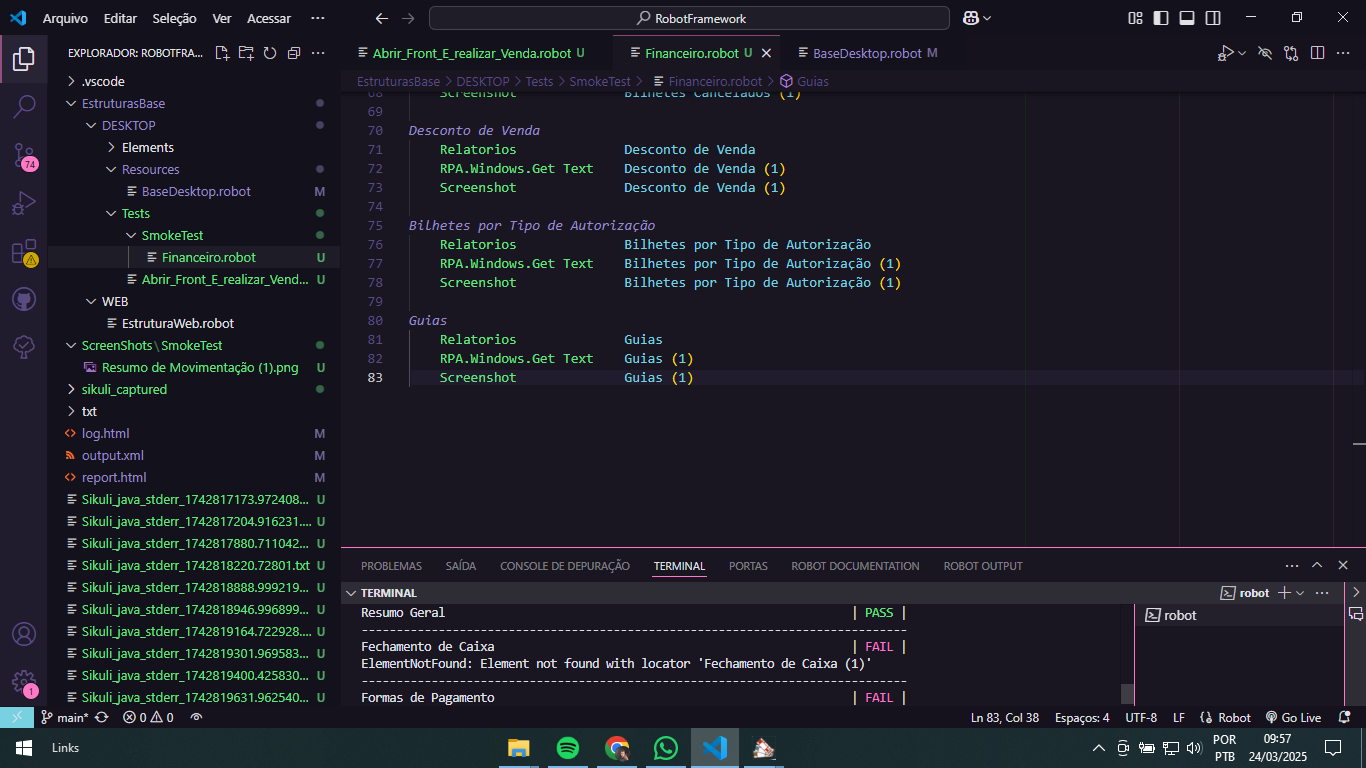 Arquivo Editar Seleção Ver Acessar ···
RobotFramework
EXPLORADOR: ROBOTFRA...
.vscode
EstruturasBase
DESKTOP
Elements
Resources
BaseDesktop.robot M
Tests
SmokeTest
Financeiro.robot U
Abrir_Front_E_realizar_Vend... U
WEB
EstruturaWeb.robot
ScreenShots\SmokeTest
Resumo de Movimentação (1).png U
sikuli_captured
txt
log.html M
output.xml M
report.html M
Sikuli_java_stderr_1742817173.972408... U
Sikuli_java_stderr_1742817204.916231.... U
Sikuli_java_stderr_1742817880.711042... U
Sikuli_java_stderr_1742818220.72801.txt U
Sikuli_java_stderr_1742818888.999219... U
Sikuli_java_stderr_1742818946.996899... U
Sikuli_java_stderr_1742819164.722928.... U
Sikuli_java_stderr_1742819301.969583... U
Sikuli_java_stderr_1742819400.425830... U
Sikuli_java_stderr_1742819631.962540... U
74
1
Abrir_Front_E_realizar_Venda.robot U
Financeiro.robot U
BaseDesktop.robot M
EstruturasBase > DESKTOP > Tests > SmokeTest > Financeiro.robot > Guias
68 Screenshot Bilhetes Cancelados (1)
69
70 Desconto de Venda
71 Relatorios Desconto de Venda
72 RPA.Windows.Get Text Desconto de Venda (1)
73 Screenshot Desconto de Venda (1)
74
75 Bilhetes por Tipo de Autorização
76 Relatorios Bilhetes por Tipo de Autorização
77 RPA.Windows.Get Text Bilhetes por Tipo de Autorização (1)
78 Screenshot Bilhetes por Tipo de Autorização (1)
79
80 Guias
81 Relatorios Guias
82 RPA.Windows.Get Text Guias (1)
83 Screenshot Guias (1)
PROBLEMAS SAÍDA CONSOLE DE DEPURAÇÃO TERMINAL PORTAS ROBOT DOCUMENTATION ROBOT OUTPUT
TERMINAL
robot
robot
Resumo Geral | PASS |
------------------------------------------------------------------------------
Fechamento de Caixa | FAIL |
ElementNotFound: Element not found with locator 'Fechamento de Caixa (1)'
------------------------------------------------------------------------------
Formas de Pagamento | FAIL |
main* 0 0
Ln 83, Col 38 Espaços: 4 UTF-8 LF Robot Go Live
Links
POR
PTB
09:57
24/03/2025